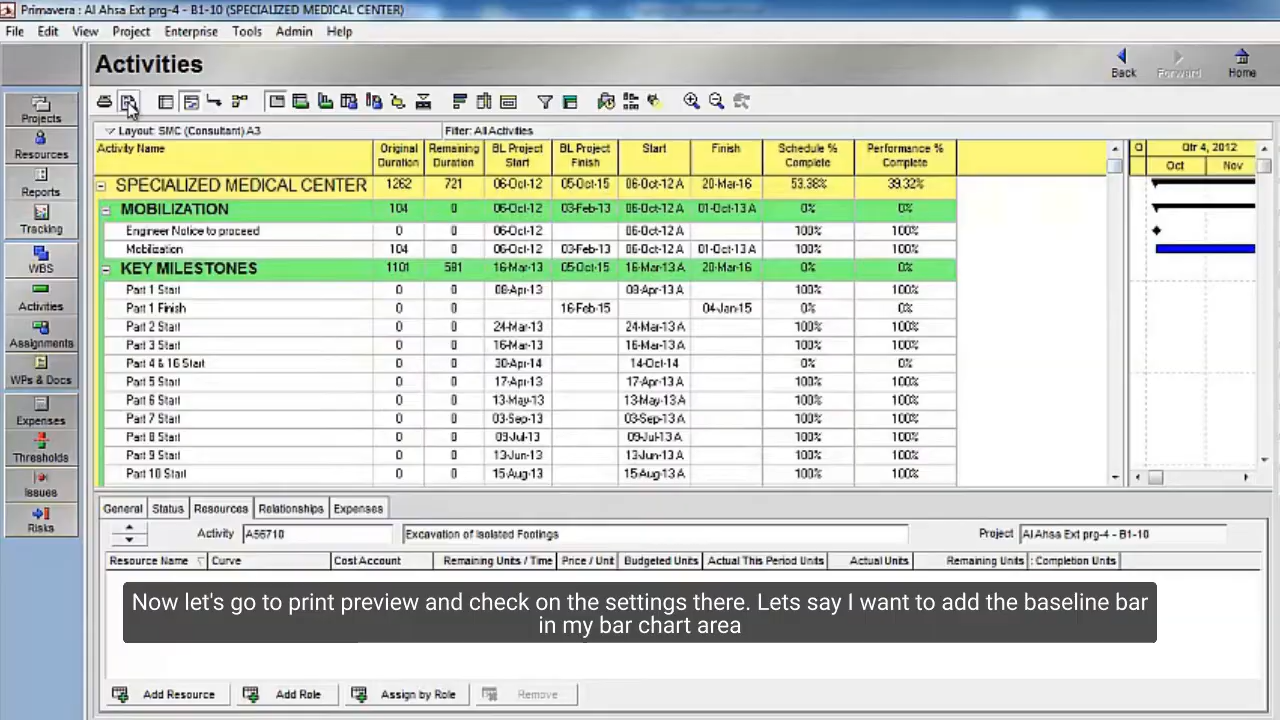 Primavera : Al Ahsa Ext prg-4 - B1-10 (SPECIALIZED MEDICAL CENTER)
File Edit View Project Enterprise Tools Admin Help
Activities
Back Forward Home
Layout: SMC (Consultant) A3 Filter: All Activities
Activity Name Original Duration Remaining Duration BL Project Start BL Project Finish Start Finish Schedule % Complete Performance % Complete Q Qtr 4, 2012
Oct Nov
SPECIALIZED MEDICAL CENTER 1262 721 06-Oct-12 05-Oct-15 06-Oct-12 A 20-Mar-16 53.38% 39.32%
MOBILIZATION 104 0 06-Oct-12 03-Feb-13 06-Oct-12 A 01-Oct-13 A 0% 0%
Engineer Notice to proceed 0 0 06-Oct-12 06-Oct-12 A 100% 100%
Mobilization 104 0 06-Oct-12 03-Feb-13 06-Oct-12 A 01-Oct-13 A 100% 100%
KEY MILESTONES 1101 581 16-Mar-13 05-Oct-15 16-Mar-13 A 20-Mar-16 0% 0%
Part 1 Start 0 0 08-Apr-13 08-Apr-13 A 100% 100%
Part 1 Finish 0 0 16-Feb-15 04-Jan-15 0% 0%
Part 2 Start 0 0 24-Mar-13 24-Mar-13 A 100% 100%
Part 3 Start 0 0 16-Mar-13 16-Mar-13 A 100% 100%
Part 4 & 16 Start 0 0 30-Apr-14 14-Oct-14 0% 0%
Part 5 Start 0 0 17-Apr-13 17-Apr-13 A 100% 100%
Part 6 Start 0 0 13-May-13 13-May-13 A 100% 100%
Part 7 Start 0 0 03-Sep-13 03-Sep-13 A 100% 100%
Part 8 Start 0 0 09-Jul-13 09-Jul-13 A 100% 100%
Part 9 Start 0 0 13-Jun-13 13-Jun-13 A 100% 100%
Part 10 Start 0 0 15-Aug-13 15-Aug-13 A 100% 100%
Projects
Resources
Reports
Tracking
WBS
Activities
Assignments
WPs & Docs
Expenses
Thresholds
Issues
Risks
General Status Resources Relationships Expenses
Activity A56710 Excavation of Isolated Footings Project Al Ahsa Ext prg-4 - B1-10
Resource Name Curve Cost Account Remaining Units / Time Price / Unit Budgeted Units Actual This Period Units Actual Units Remaining Units : Completion Units
Now let's go to print preview and check on the settings there. Lets say I want to add the baseline bar
in my bar chart area
Add Resource Add Role Assign by Role Remove